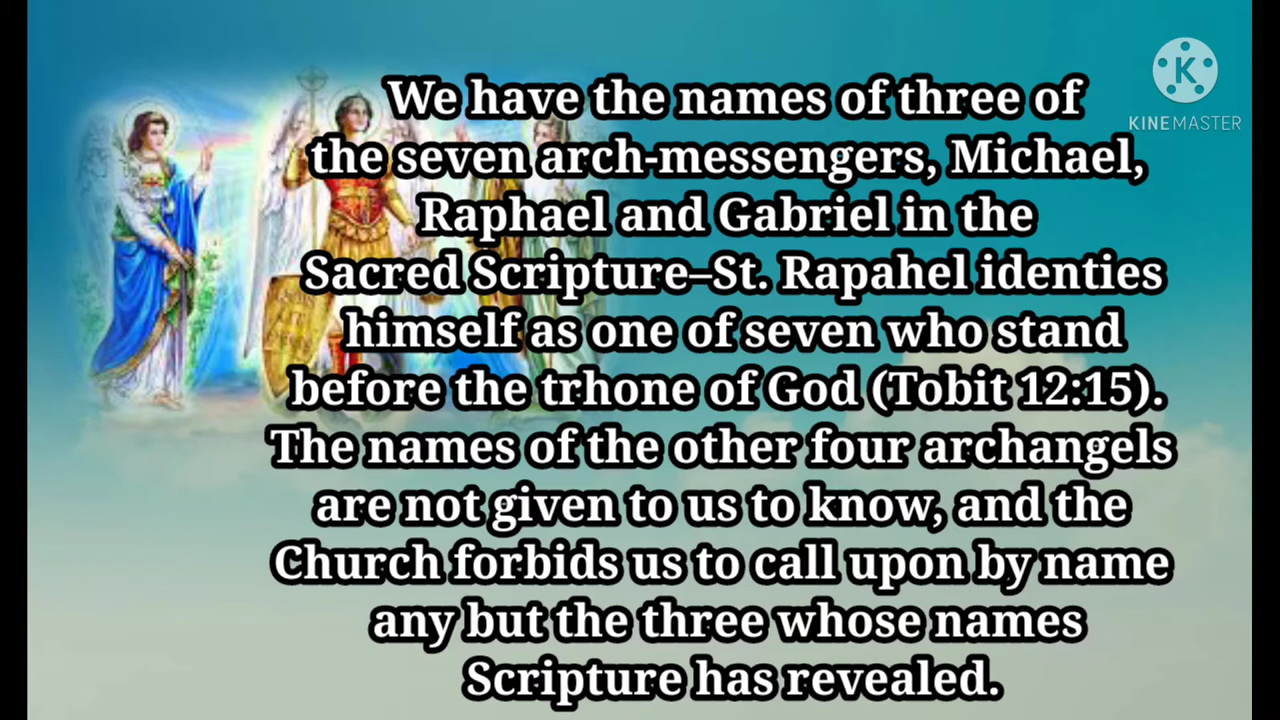 We have the names of three of
the seven arch-messengers, Michael,
Raphael and Gabriel in the
Sacred Scripture–St. Rapahel identies
himself as one of seven who stand
before the trhone of God (Tobit 12:15).
The names of the other four archangels
are not given to us to know, and the
Church forbids us to call upon by name
any but the three whose names
Scripture has revealed.
K
KINEMASTER